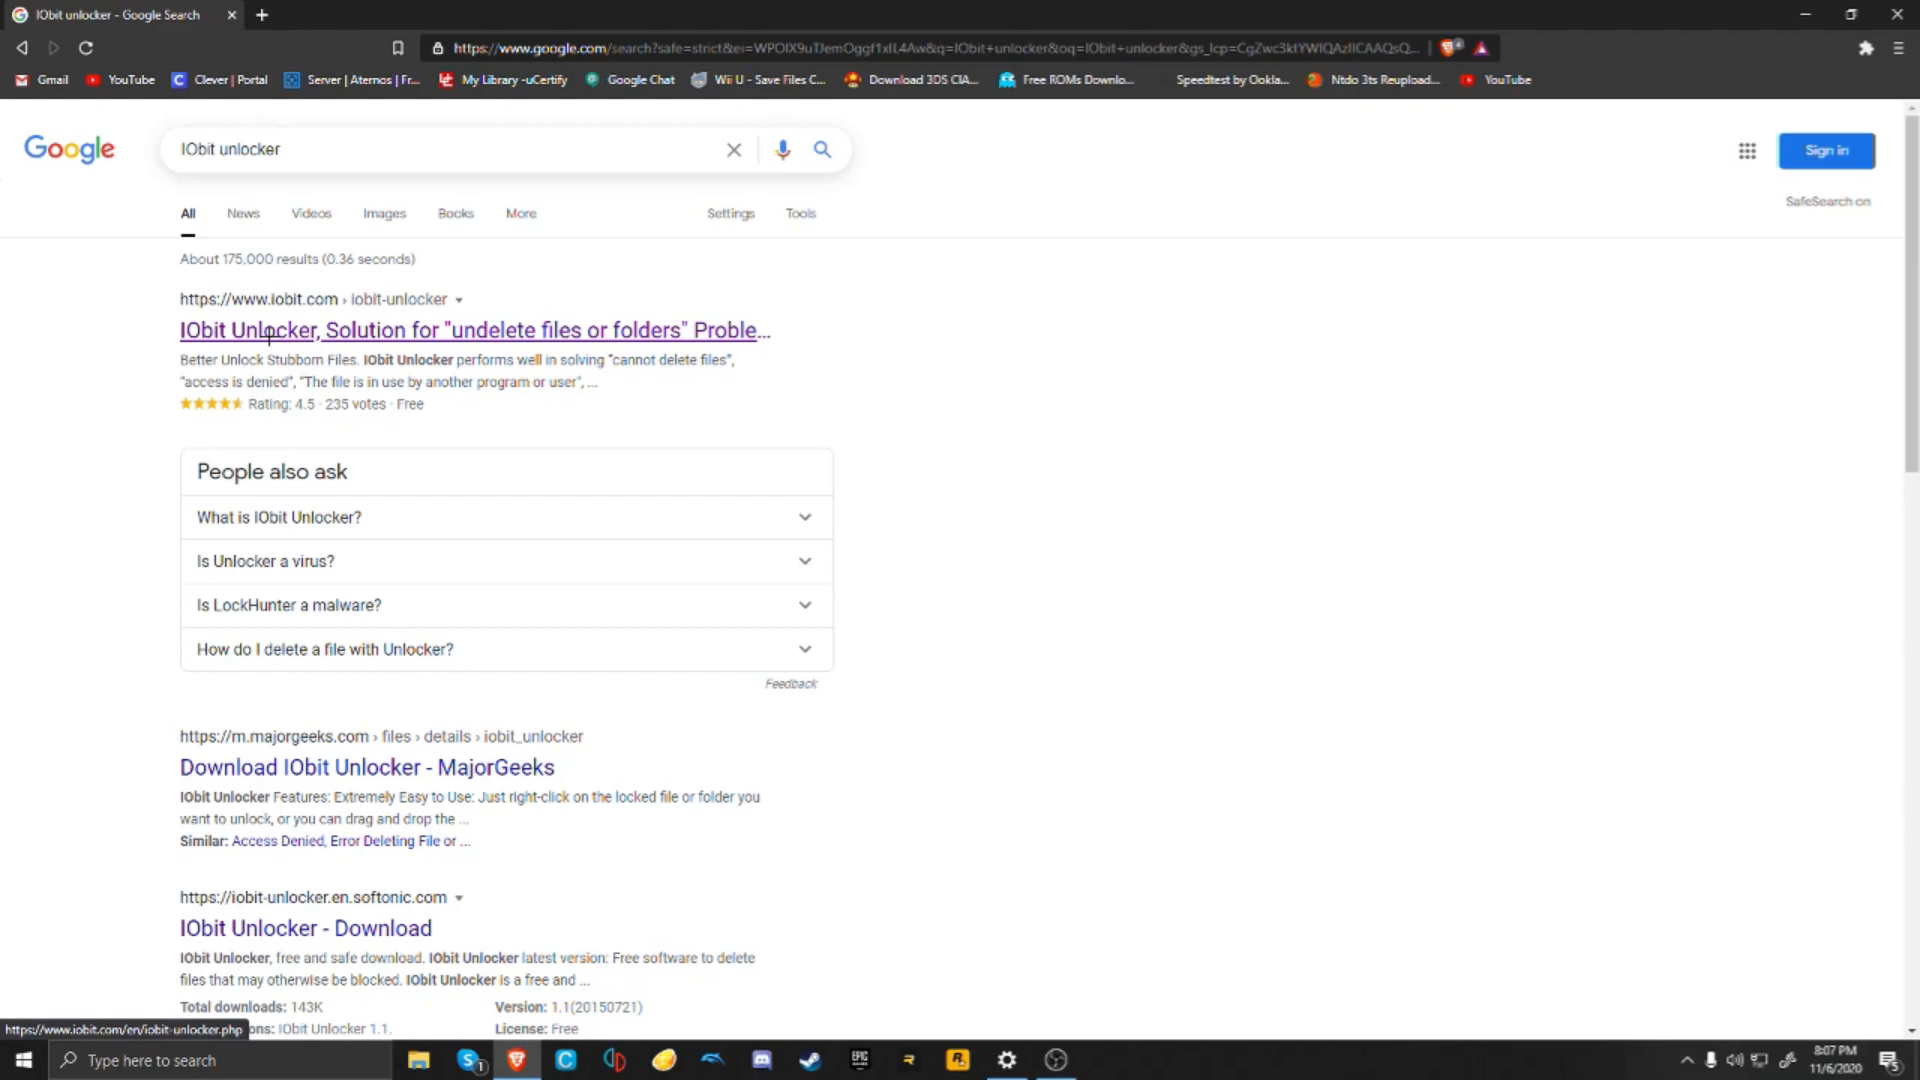 IObit unlocker - Google Search
https://www.google.com/search?safe=strict&ei=WPOIX9uTJemOggf1xIL4Aw&q=IObit+unlocker&oq=IObit+unlocker&gs_lcp=CgZwc3ktYWIQAzIICAAQsQ...
Gmail YouTube Clever | Portal Server | Aternos | Fr... My Library -uCertify Google Chat Wii U - Save Files C... Download 3DS CIA... Free ROMs Downlo... Speedtest by Ookla... Ntdo 3ts Reupload... YouTube
Google
IObit unlocker
Sign in
All News Videos Images Books More Settings Tools
SafeSearch on
About 175,000 results (0.36 seconds)
https://www.iobit.com › iobit-unlocker
IObit Unlocker, Solution for "undelete files or folders" Proble...
Better Unlock Stubborn Files. IObit Unlocker performs well in solving "cannot delete files",
"access is denied", "The file is in use by another program or user", ...
Rating: 4.5 · 235 votes · Free
People also ask
What is IObit Unlocker?
Is Unlocker a virus?
Is LockHunter a malware?
How do I delete a file with Unlocker?
Feedback
https://m.majorgeeks.com › files › details › iobit_unlocker
Download IObit Unlocker - MajorGeeks
IObit Unlocker Features: Extremely Easy to Use: Just right-click on the locked file or folder you
want to unlock, or you can drag and drop the ...
Similar: Access Denied, Error Deleting File or ...
https://iobit-unlocker.en.softonic.com
IObit Unlocker - Download
IObit Unlocker, free and safe download. IObit Unlocker latest version: Free software to delete
files that may otherwise be blocked. IObit Unlocker is a free and ...
Total downloads: 143K Version: 1.1(20150721)
https://www.iobit.com/en/iobit-unlocker.php ons: IObit Unlocker 1.1. License: Free
Type here to search
8:07 PM
11/6/2020